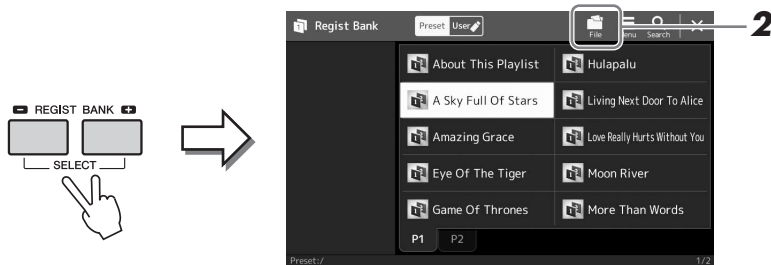 REGIST BANK
SELECT
Regist Bank
Preset
User
File
Menu
Search
2
About This Playlist
Hulapalu
A Sky Full Of Stars
Living Next Door To Alice
Amazing Grace
Love Really Hurts Without You
Eye Of The Tiger
Moon River
Game Of Thrones
More Than Words
P1
P2
Preset:/
1/2